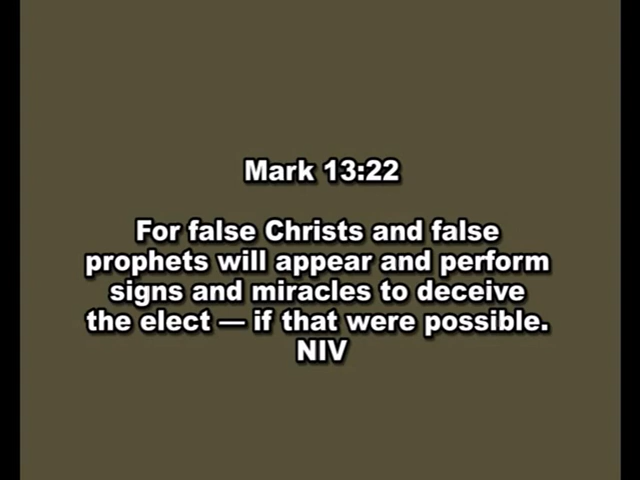 Mark 13:22
For false Christs and false
prophets will appear and perform
signs and miracles to deceive
the elect — if that were possible.
NIV